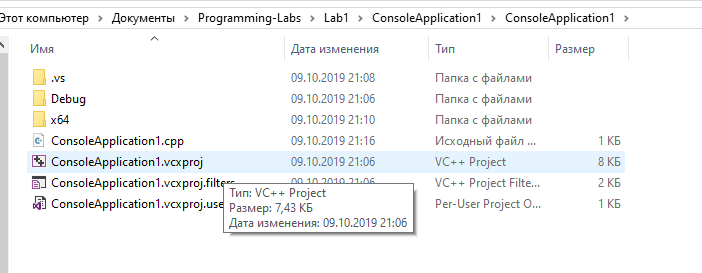 Этот компьютер > Документы > Programming-Labs > Lab1 > ConsoleApplication1 > ConsoleApplication1 >
Имя Дата изменения Тип Размер
.vs 09.10.2019 21:08 Папка с файлами
Debug 09.10.2019 21:06 Папка с файлами
x64 09.10.2019 21:10 Папка с файлами
ConsoleApplication1.cpp 09.10.2019 21:16 Исходный файл ... 1 КБ
ConsoleApplication1.vcxproj 09.10.2019 21:06 VC++ Project 8 КБ
ConsoleApplication1.vcxproj.filters 09.10.2019 21:06 VC++ Project Filte... 2 КБ
ConsoleApplication1.vcxproj.use Per-User Project O... 1 КБ
Тип: VC++ Project
Размер: 7,43 КБ
Дата изменения: 09.10.2019 21:06